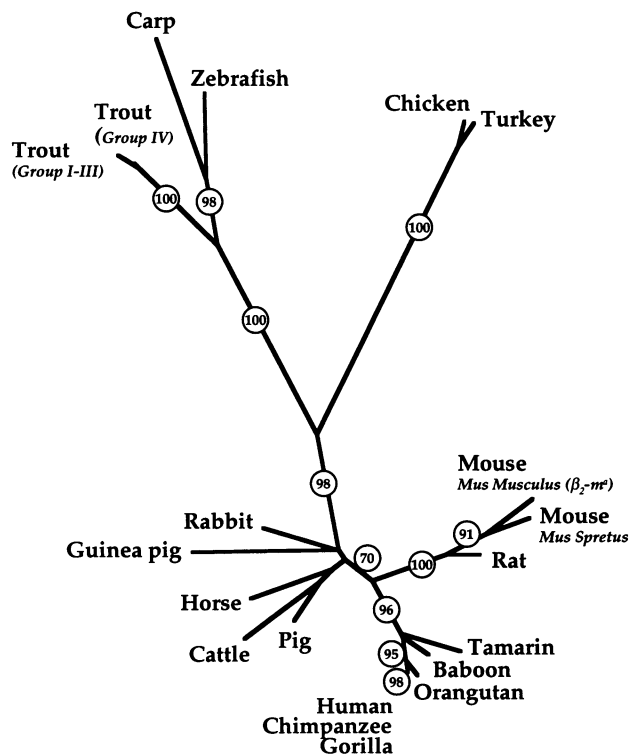 Carp
Zebrafish
Trout
(Group IV)
Trout
(Group I-III)
Chicken
Turkey
100
98
100
100
98
Mouse
Mus Musculus (β2-mᵃ)
Mouse
Mus Spretus
91
Rat
100
70
Rabbit
Guinea pig
Horse
Cattle
Pig
96
Tamarin
Baboon
Orangutan
95
98
Human
Chimpanzee
Gorilla